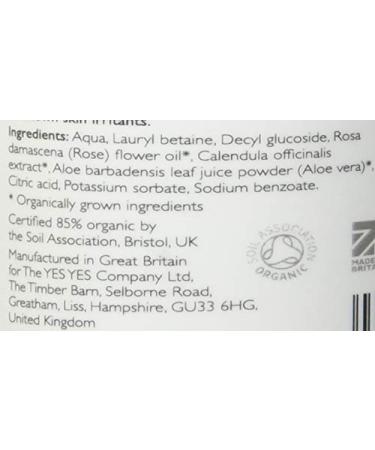 skin irritants.
Ingredients: Aqua, Lauryl betaine, Decyl glucoside, Rosa
damascena (Rose) flower oil*, Calendula officinalis
extract*, Aloe barbadensis leaf juice powder (Aloe vera)*,
Citric acid, Potassium sorbate, Sodium benzoate.
* Organically grown ingredients
Certified 85% organic by
the Soil Association, Bristol, UK
Manufactured in Great Britain
for The YES YES Company Ltd,
The Timber Barn, Selborne Road,
Greatham, Liss, Hampshire, GU33 6HG,
United Kingdom
SOIL ASSOCIATION
ORGANIC
MADE
BRITA